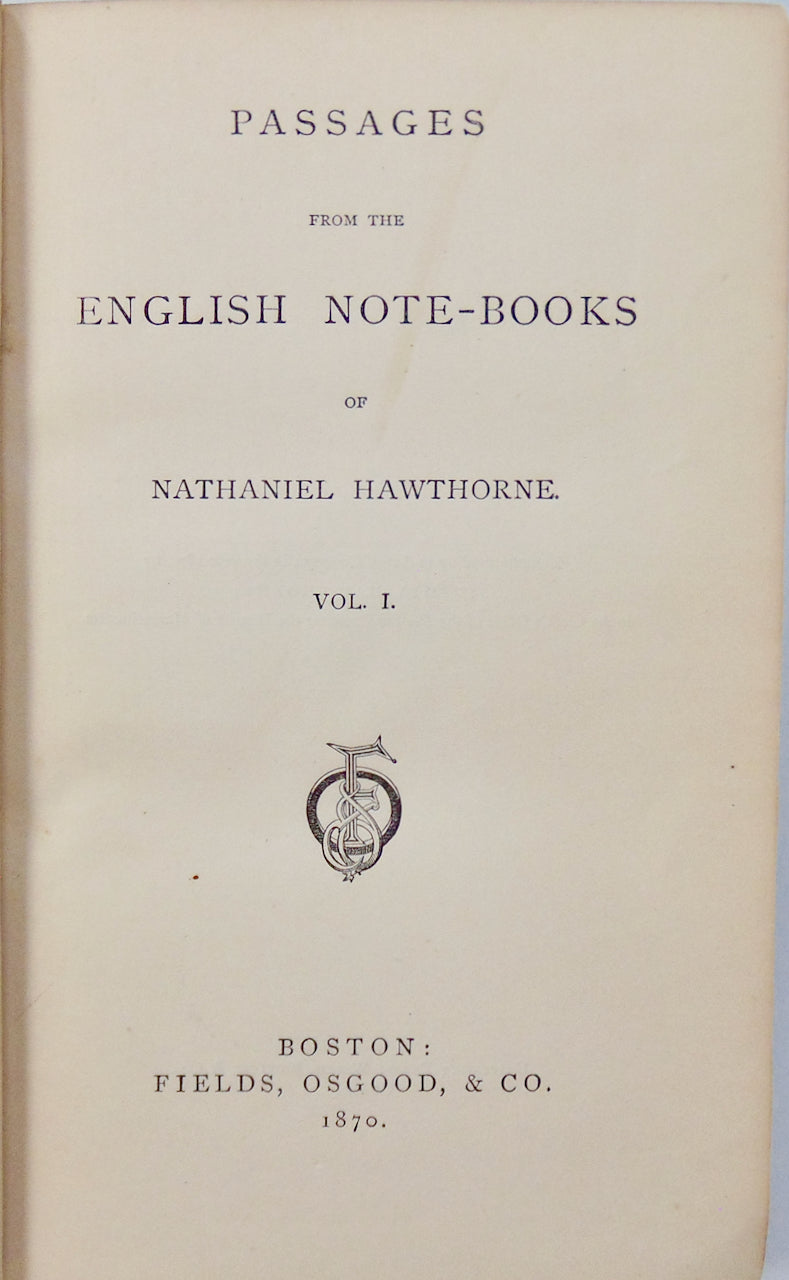 PASSAGES
FROM THE
ENGLISH NOTE-BOOKS
OF
NATHANIEL HAWTHORNE.
VOL. I.
BOSTON:
FIELDS, OSGOOD, & CO.
1870.